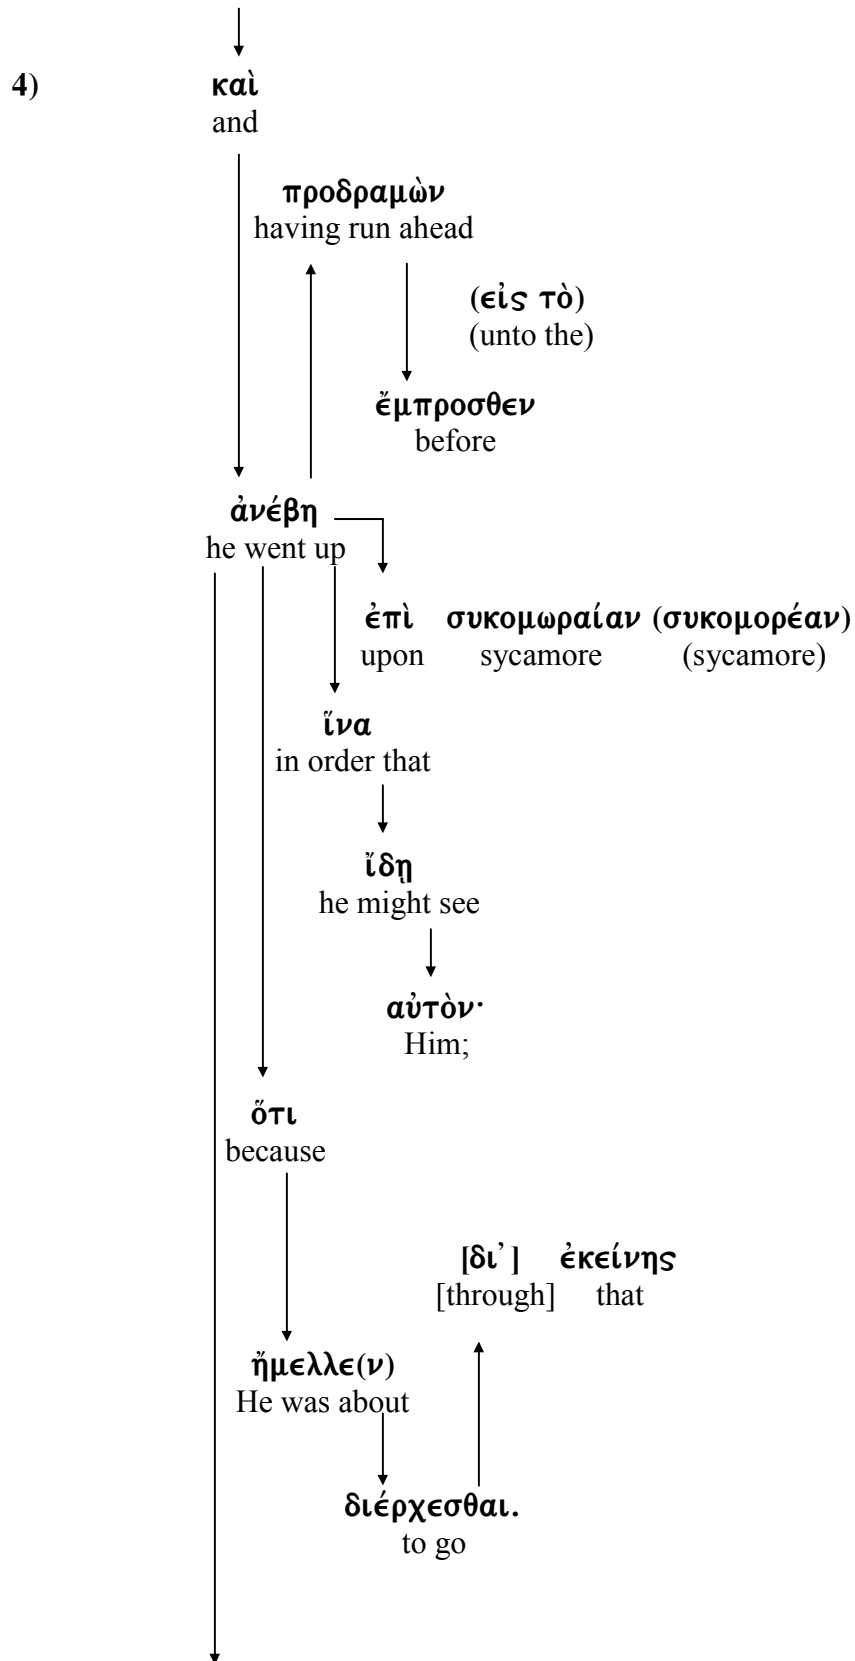 4) καὶ
and
προδραμὼν
having run ahead
(εἰς τὸ)
(unto the)
ἔμπροσθεν
before
ἀνέβη
he went up
ἐπὶ συκομωραίαν (συκομορέαν)
upon sycamore (sycamore)
ἵνα
in order that
ἴδῃ
he might see
αὐτὸν·
Him;
ὅτι
because
[δι’] ἐκείνης
[through] that
ἤμελλε(ν)
He was about
διέρχεσθαι.
to go